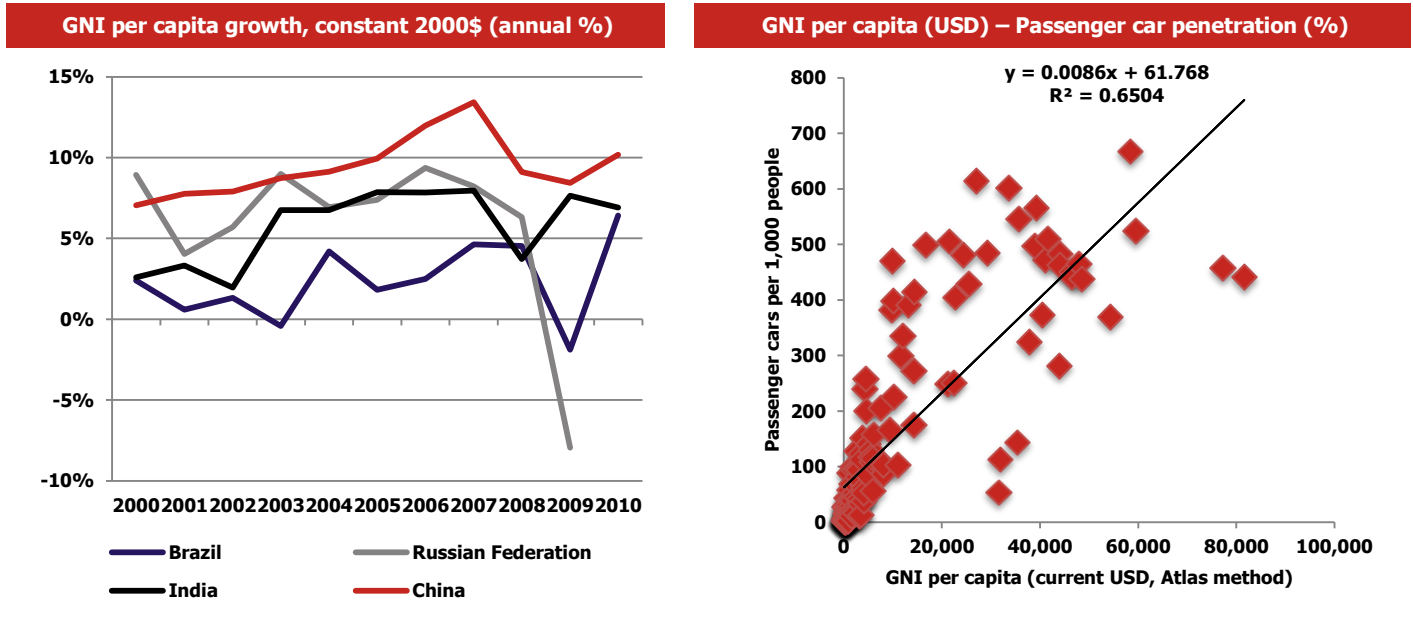 GNI per capita growth, constant 2000$ (annual %)
15%
10%
5%
0%
-5%
-10%
2000 2001 2002 2003 2004 2005 2006 2007 2008 2009 2010
Brazil
Russian Federation
India
China
GNI per capita (USD) – Passenger car penetration (%)
y = 0.0086x + 61.768
R² = 0.6504
Passenger cars per 1,000 people
800
700
600
500
400
300
200
100
0
0 20,000 40,000 60,000 80,000 100,000
GNI per capita (current USD, Atlas method)